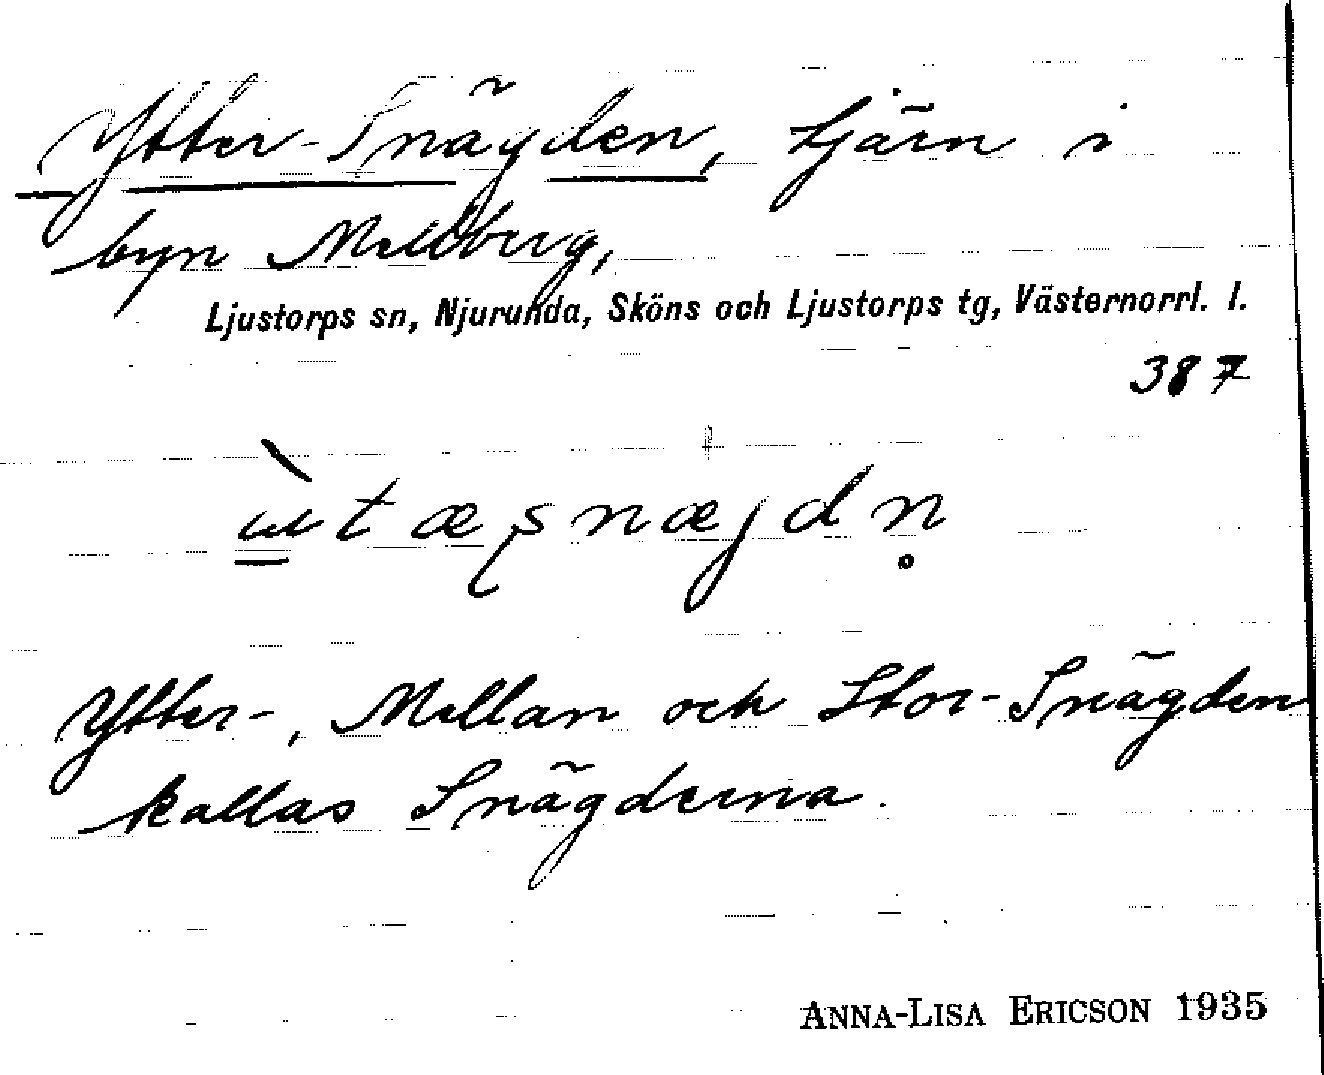 Ytter-Snägden, tjärn i
byn Mellberg,
Ljustorps sn, Njurunda, Sköns och Ljustorps tg, Västernorrl. l.
387
Ytter-, Mellan och Stor-Snägden
kallas Snägderna.
ANNA-LISA ERICSON 1935